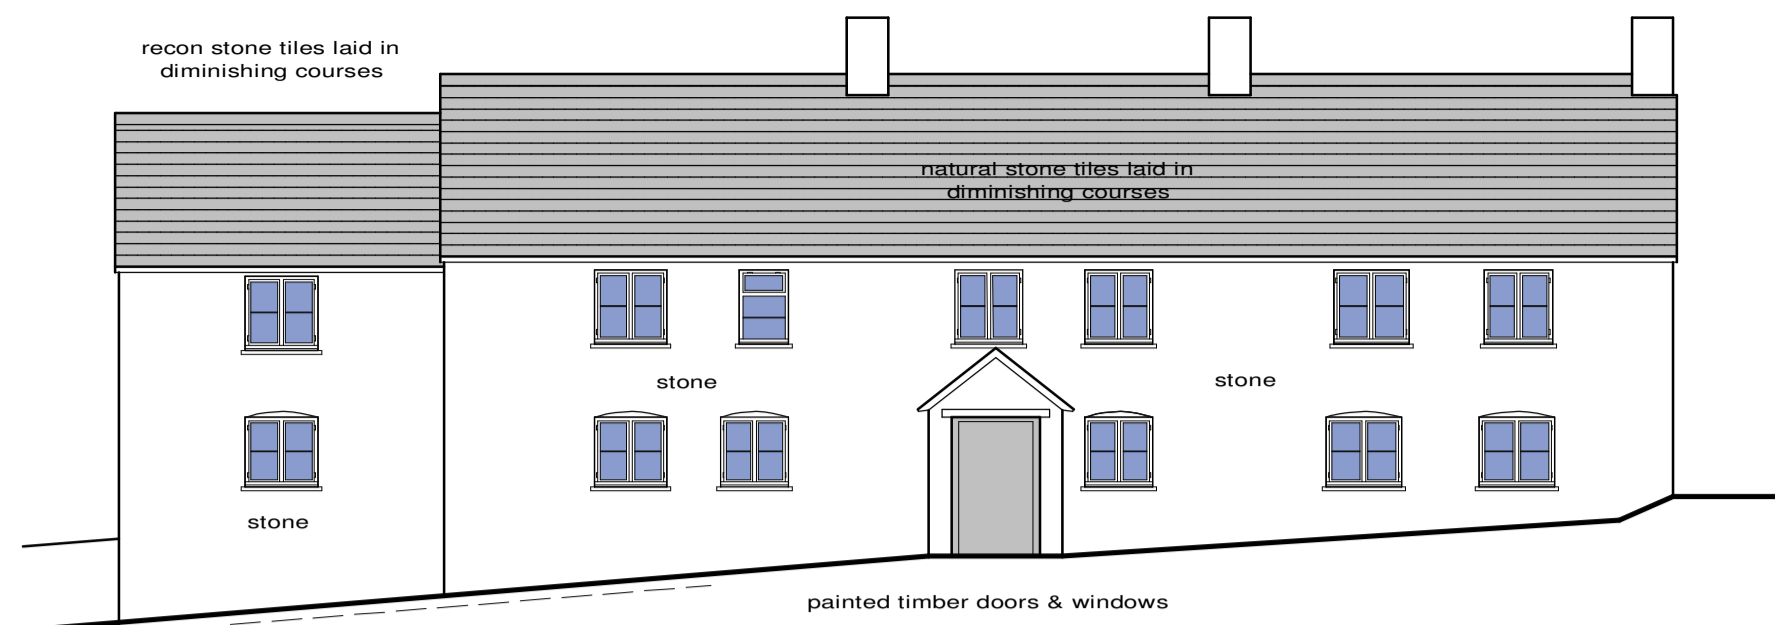 recon stone tiles laid in
diminishing courses
natural stone tiles laid in
diminishing courses
stone
stone
stone
painted timber doors & windows